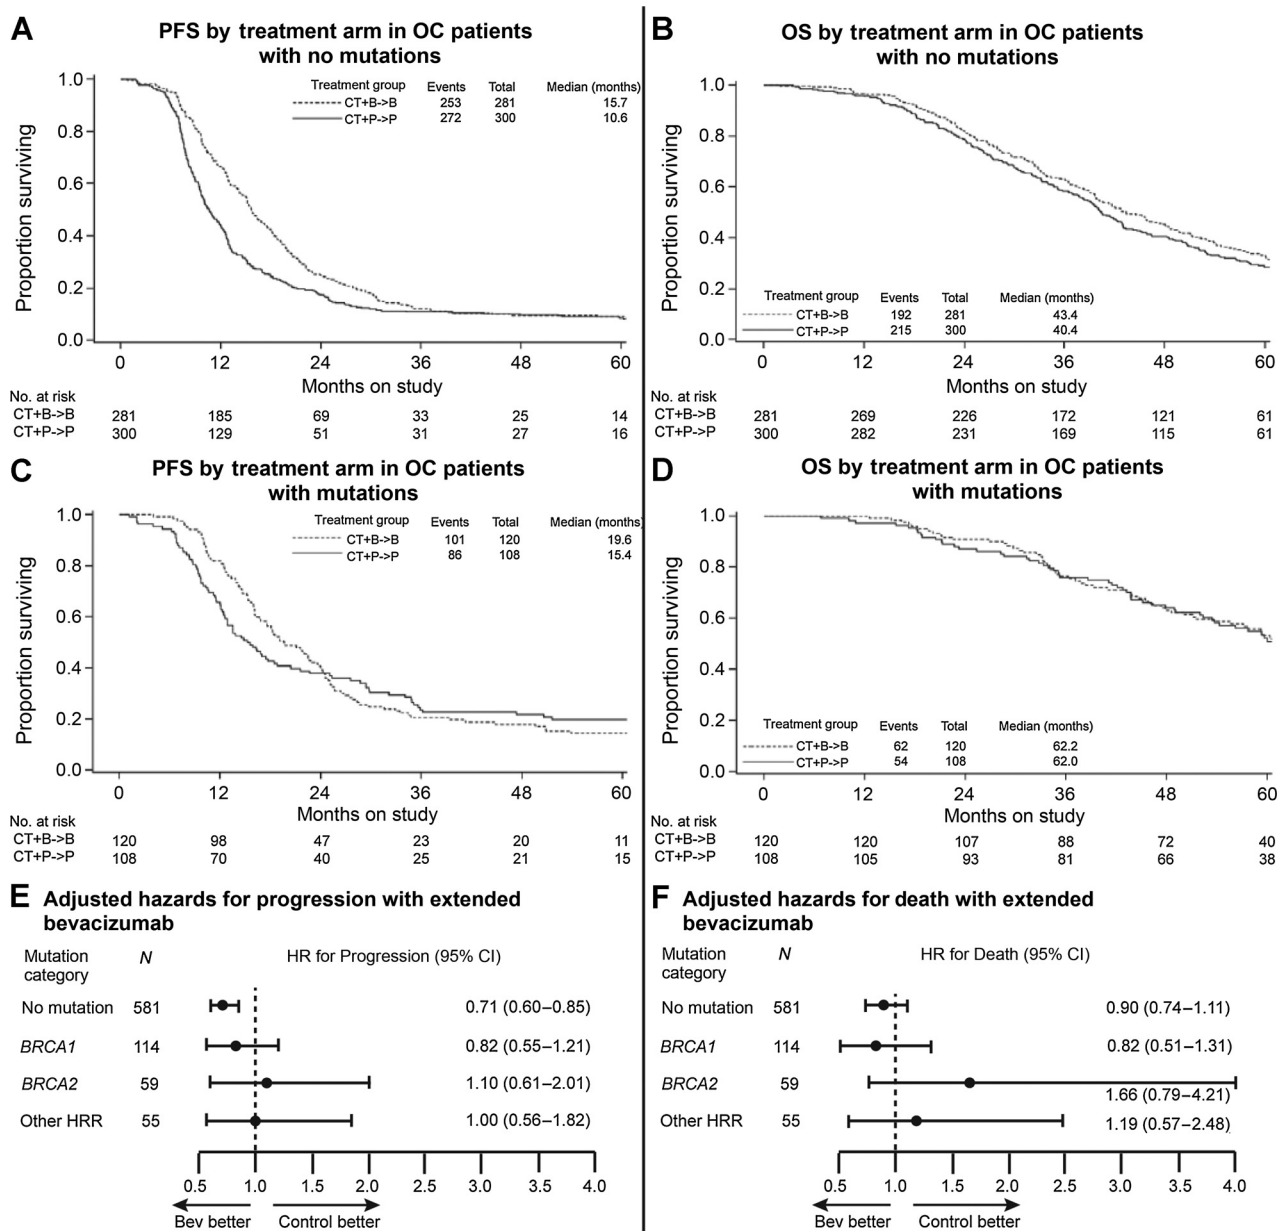 A
PFS by treatment arm in OC patients
with no mutations
Proportion surviving
1.0
0.8
0.6
0.4
0.2
0.0
Treatment group Events Total Median (months)
CT+B->B 253 281 15.7
CT+P->P 272 300 10.6
0 12 24 36 48 60
Months on study
No. at risk
CT+B->B 281 185 69 33 25 14
CT+P->P 300 129 51 31 27 16
B
OS by treatment arm in OC patients
with no mutations
Proportion surviving
1.0
0.8
0.6
0.4
0.2
0.0
Treatment group Events Total Median (months)
CT+B->B 192 281 43.4
CT+P->P 215 300 40.4
0 12 24 36 48 60
Months on study
No. at risk
CT+B->B 281 269 226 172 121 61
CT+P->P 300 282 231 169 115 61
C
PFS by treatment arm in OC patients
with mutations
Proportion surviving
1.0
0.8
0.6
0.4
0.2
0.0
Treatment group Events Total Median (months)
CT+B->B 101 120 19.6
CT+P->P 86 108 15.4
0 12 24 36 48 60
Months on study
No. at risk
CT+B->B 120 98 47 23 20 11
CT+P->P 108 70 40 25 21 15
D
OS by treatment arm in OC patients
with mutations
Proportion surviving
1.0
0.8
0.6
0.4
0.2
0.0
Treatment group Events Total Median (months)
CT+B->B 62 120 62.2
CT+P->P 54 108 62.0
0 12 24 36 48 60
Months on study
No. at risk
CT+B->B 120 120 107 88 72 40
CT+P->P 108 105 93 81 66 38
E
Adjusted hazards for progression with extended
bevacizumab
Mutation N HR for Progression (95% CI)
category
No mutation 581 0.71 (0.60–0.85)
BRCA1 114 0.82 (0.55–1.21)
BRCA2 59 1.10 (0.61–2.01)
Other HRR 55 1.00 (0.56–1.82)
0.5 1.0 1.5 2.0 2.5 3.0 3.5 4.0
Bev better Control better
F
Adjusted hazards for death with extended
bevacizumab
Mutation N HR for Death (95% CI)
category
No mutation 581 0.90 (0.74–1.11)
BRCA1 114 0.82 (0.51–1.31)
BRCA2 59 1.66 (0.79–4.21)
Other HRR 55 1.19 (0.57–2.48)
0.5 1.0 1.5 2.0 2.5 3.0 3.5 4.0
Bev better Control better